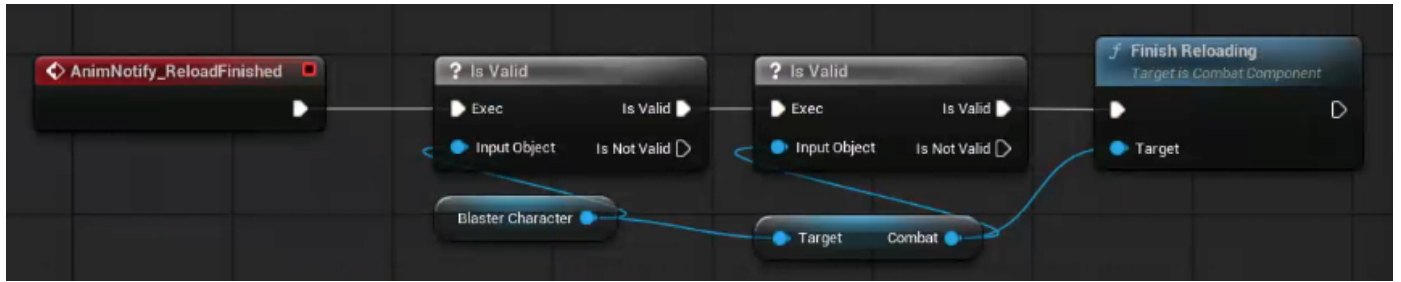 AnimNotify_ReloadFinished
? Is Valid
Exec Is Valid
Input Object Is Not Valid
Blaster Character
? Is Valid
Exec Is Valid
Input Object Is Not Valid
Target Combat
f Finish Reloading
Target is Combat Component
Target